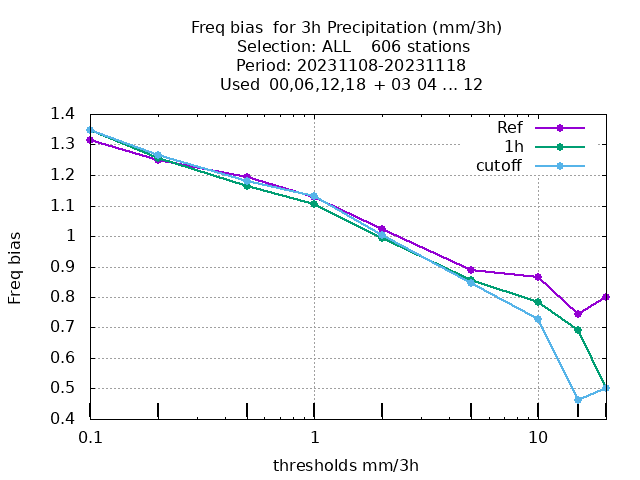 Freq bias  for 3h Precipitation (mm/3h)
Selection: ALL    606 stations
Period: 20231108-20231118
Used  00,06,12,18  + 03 04 ... 12
Ref
1h
cutoff
Freq bias
1.4
1.3
1.2
1.1
1
0.9
0.8
0.7
0.6
0.5
0.4
0.1
1
10
thresholds mm/3h